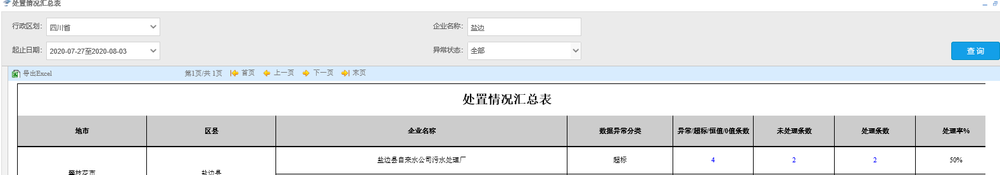 处置情况汇总表
行政区划： 四川省 企业名称： 盐边
起止日期： 2020-07-27至2020-08-03 异常状态： 全部 查 询
导出Excel 第1页/共 1页 首页 上一页 下一页 末页
处置情况汇总表
地市 区县 企业名称 数据异常分类 异常/超标/恒值/0值条数 未处理条数 处理条数 处理率%
盐边县自来水公司污水处理厂 超标 4 2 2 50%
攀枝花市 盐边县